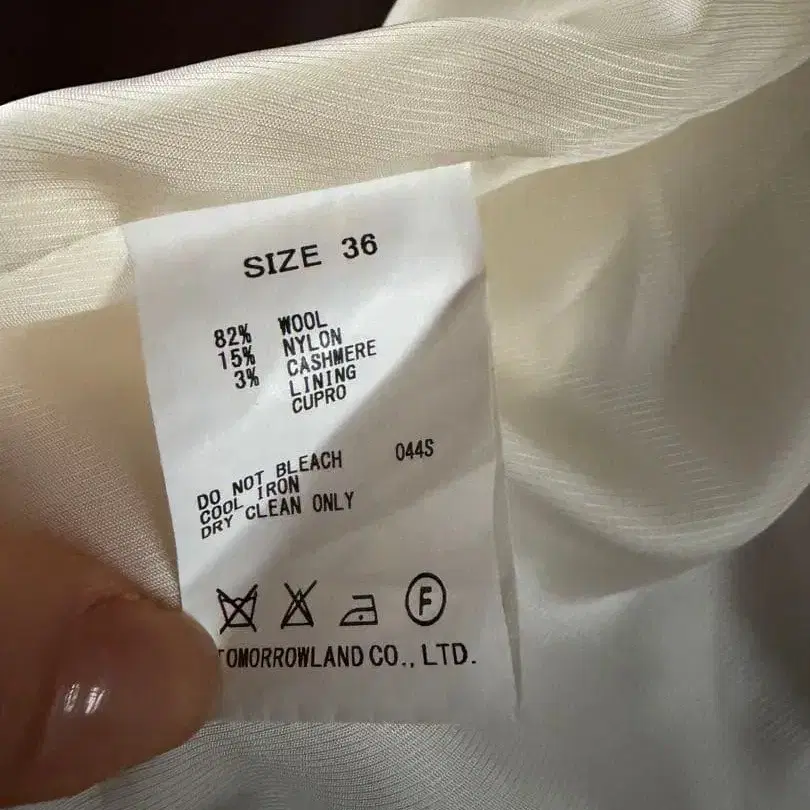 SIZE 36
82% WOOL
15% NYLON
3% CASHMERE
LINING
CUPRO
DO NOT BLEACH 044S
COOL IRON
DRY CLEAN ONLY
F
TOMORROWLAND CO., LTD.